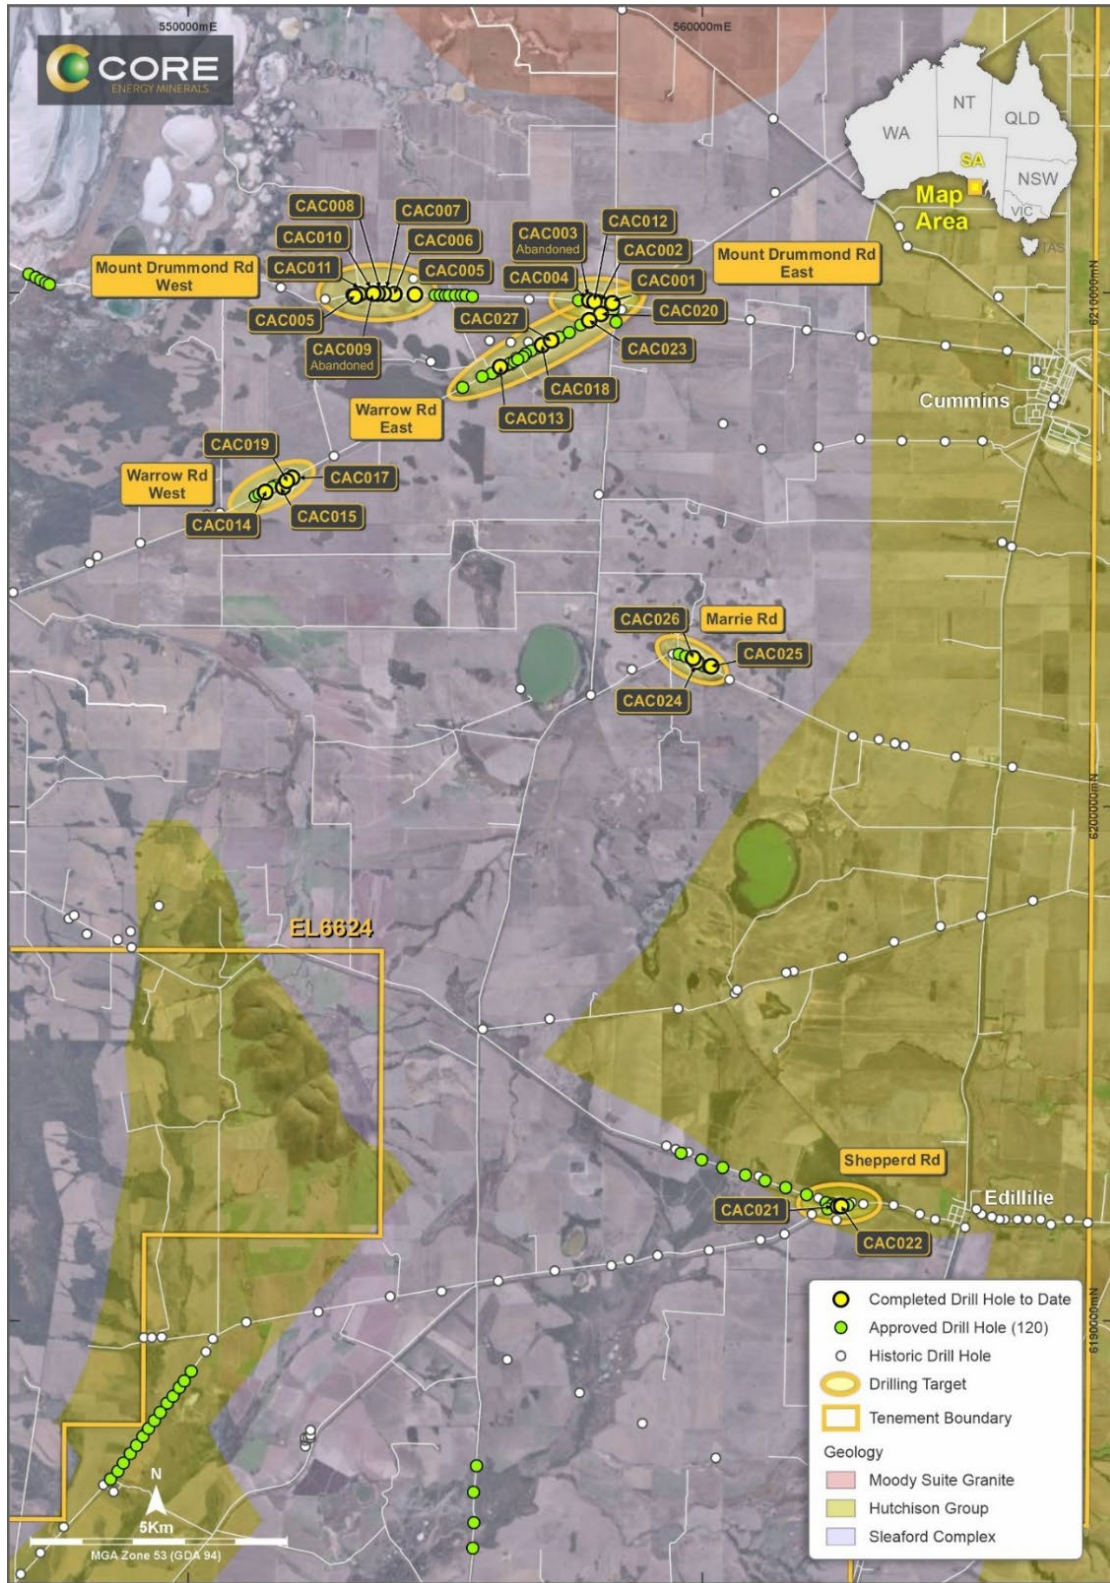 550000mE
560000mE
CORE
ENERGY MINERALS
NT
WA
QLD
SA
NSW
VIC
TAS
Map
Area
CAC008
CAC007
CAC010
CAC006
CAC011
CAC005
CAC005
CAC009
Abandoned
Mount Drummond Rd
West
CAC003
Abandoned
CAC012
CAC002
CAC004
CAC001
Mount Drummond Rd
East
CAC020
CAC027
CAC023
CAC018
CAC013
6210000mN
Cummins
Warrow Rd
East
CAC019
CAC017
Warrow Rd
West
CAC014
CAC015
CAC026
Marrie Rd
CAC025
CAC024
6200000mN
EL6624
Shepperd Rd
CAC021
CAC022
Edillilie
6190000mN
Completed Drill Hole to Date
Approved Drill Hole (120)
Historic Drill Hole
Drilling Target
Tenement Boundary
Geology
Moody Suite Granite
Hutchison Group
Sleaford Complex
N
5Km
MGA Zone 53 (GDA 94)